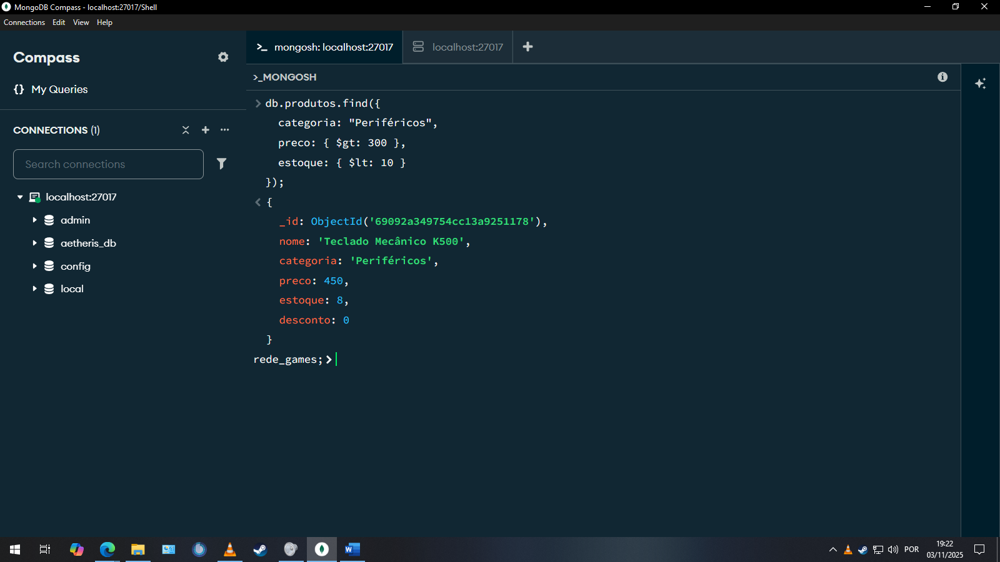 MongoDB Compass - localhost:27017/Shell
Connections Edit View Help
Compass
{} My Queries
CONNECTIONS (1)
Search connections
localhost:27017
admin
aetheris_db
config
local
>_ mongosh: localhost:27017
localhost:27017
>_MONGOSH
> db.produtos.find({
categoria: "Periféricos",
preco: { $gt: 300 },
estoque: { $lt: 10 }
});
< {
_id: ObjectId('69092a349754cc13a9251178'),
nome: 'Teclado Mecânico K500',
categoria: 'Periféricos',
preco: 450,
estoque: 8,
desconto: 0
}
rede_games;>
POR
19:22
03/11/2025